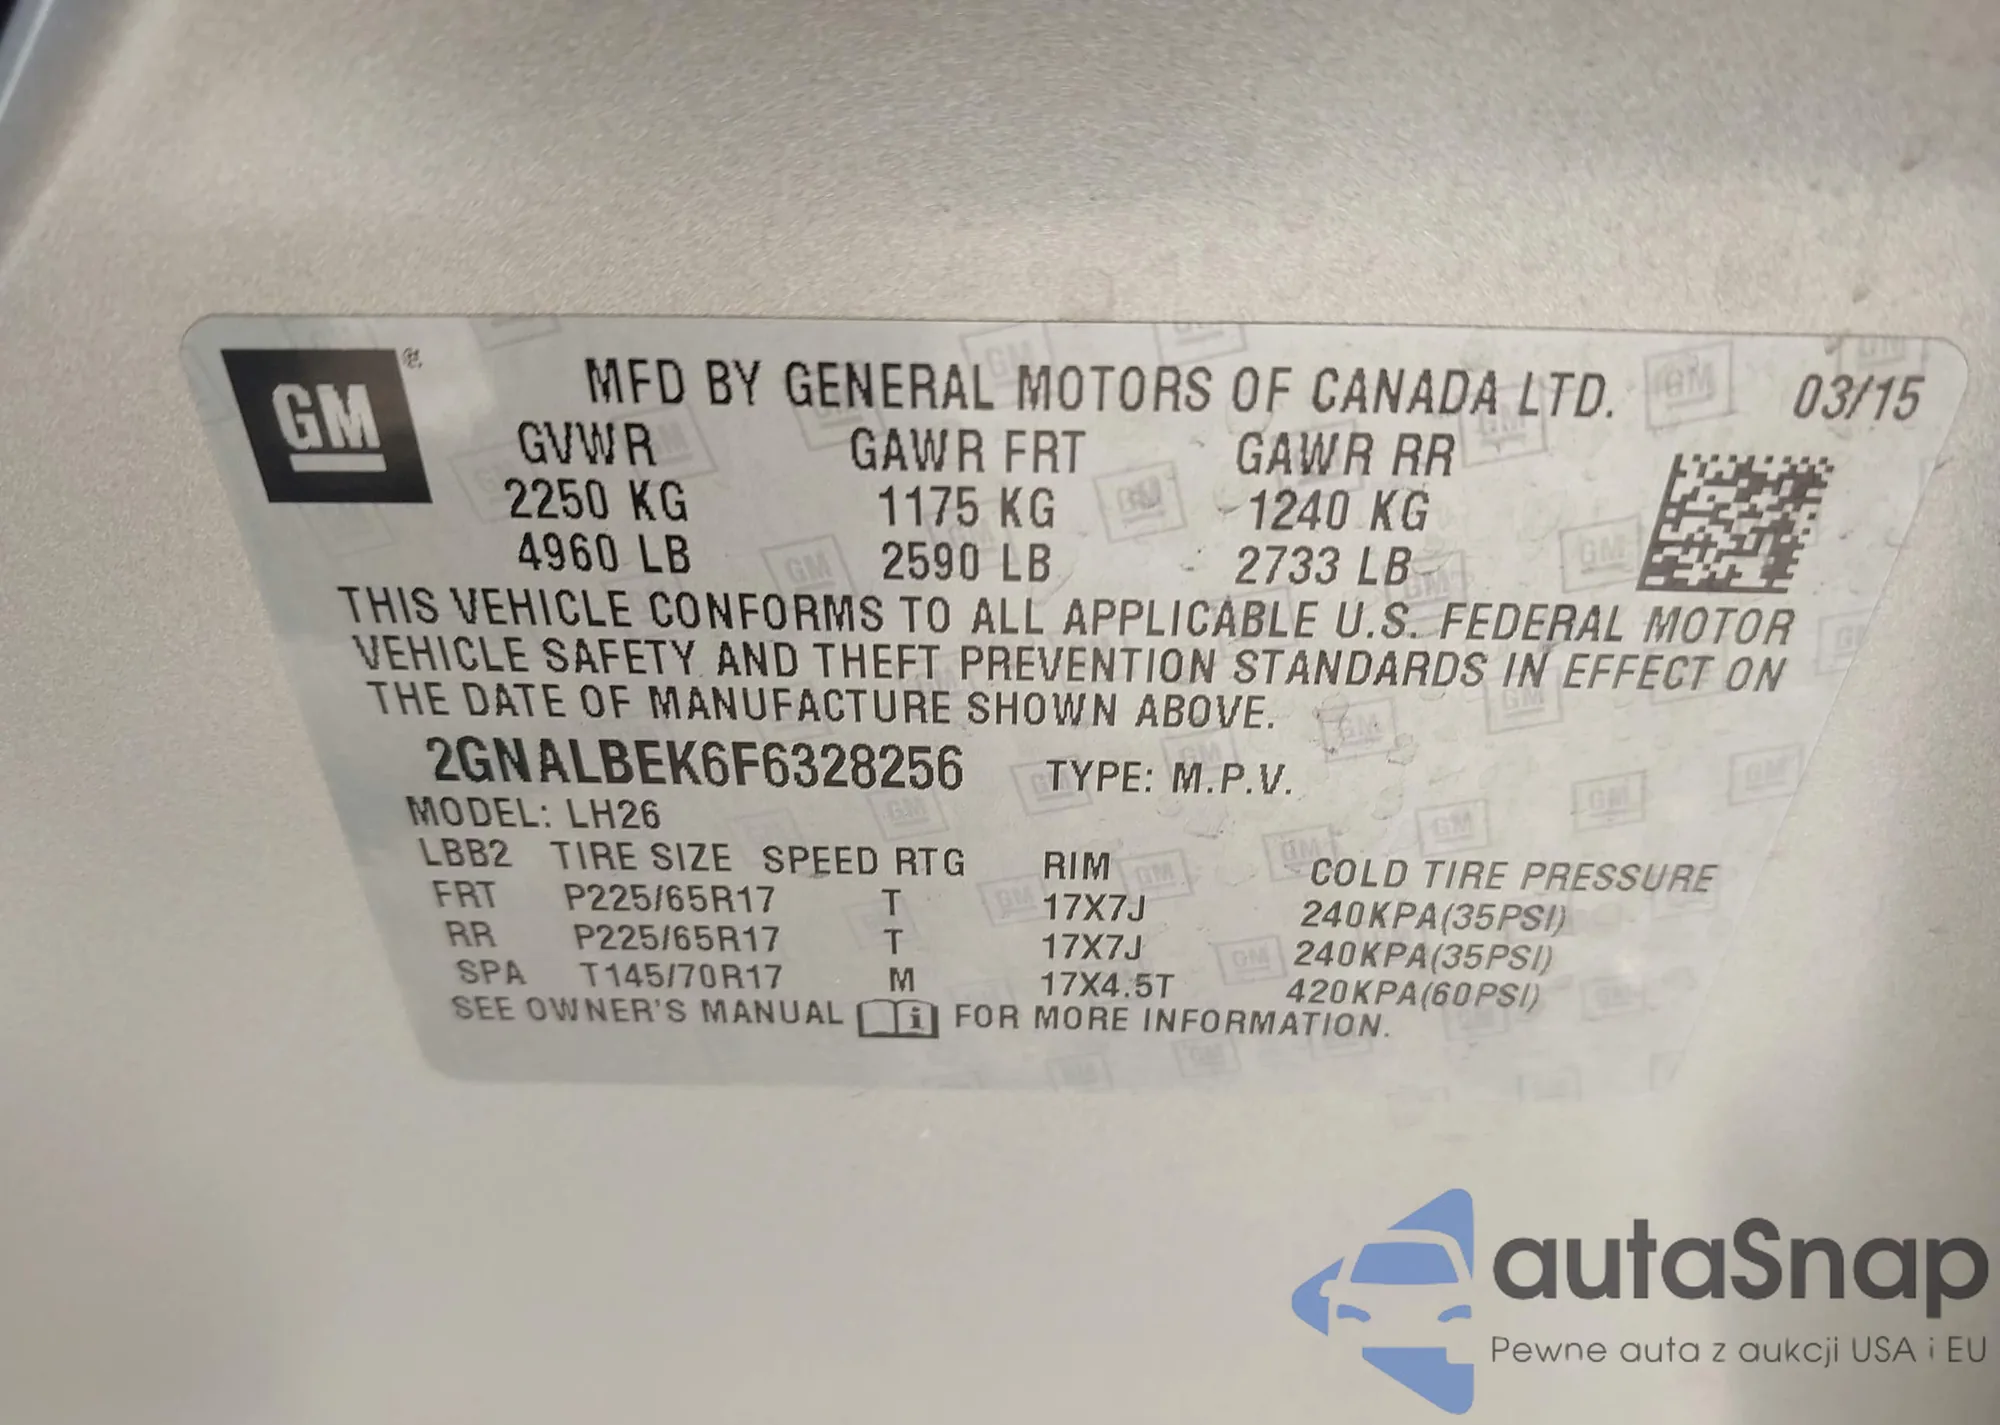 GM®
MFD BY GENERAL MOTORS OF CANADA LTD. 03/15
GVWR GAWR FRT GAWR RR
2250 KG 1175 KG 1240 KG
4960 LB 2590 LB 2733 LB
THIS VEHICLE CONFORMS TO ALL APPLICABLE U.S. FEDERAL MOTOR
VEHICLE SAFETY AND THEFT PREVENTION STANDARDS IN EFFECT ON
THE DATE OF MANUFACTURE SHOWN ABOVE.
2GNALBEK6F6328256 TYPE: M.P.V.
MODEL: LH26
LBB2 TIRE SIZE SPEED RTG RIM COLD TIRE PRESSURE
FRT P225/65R17 T 17X7J 240KPA(35PSI)
RR P225/65R17 T 17X7J 240KPA(35PSI)
SPA T145/70R17 M 17X4.5T 420KPA(60PSI)
SEE OWNER'S MANUAL i FOR MORE INFORMATION.
autaSnap
Pewne auta z aukcji USA i EU